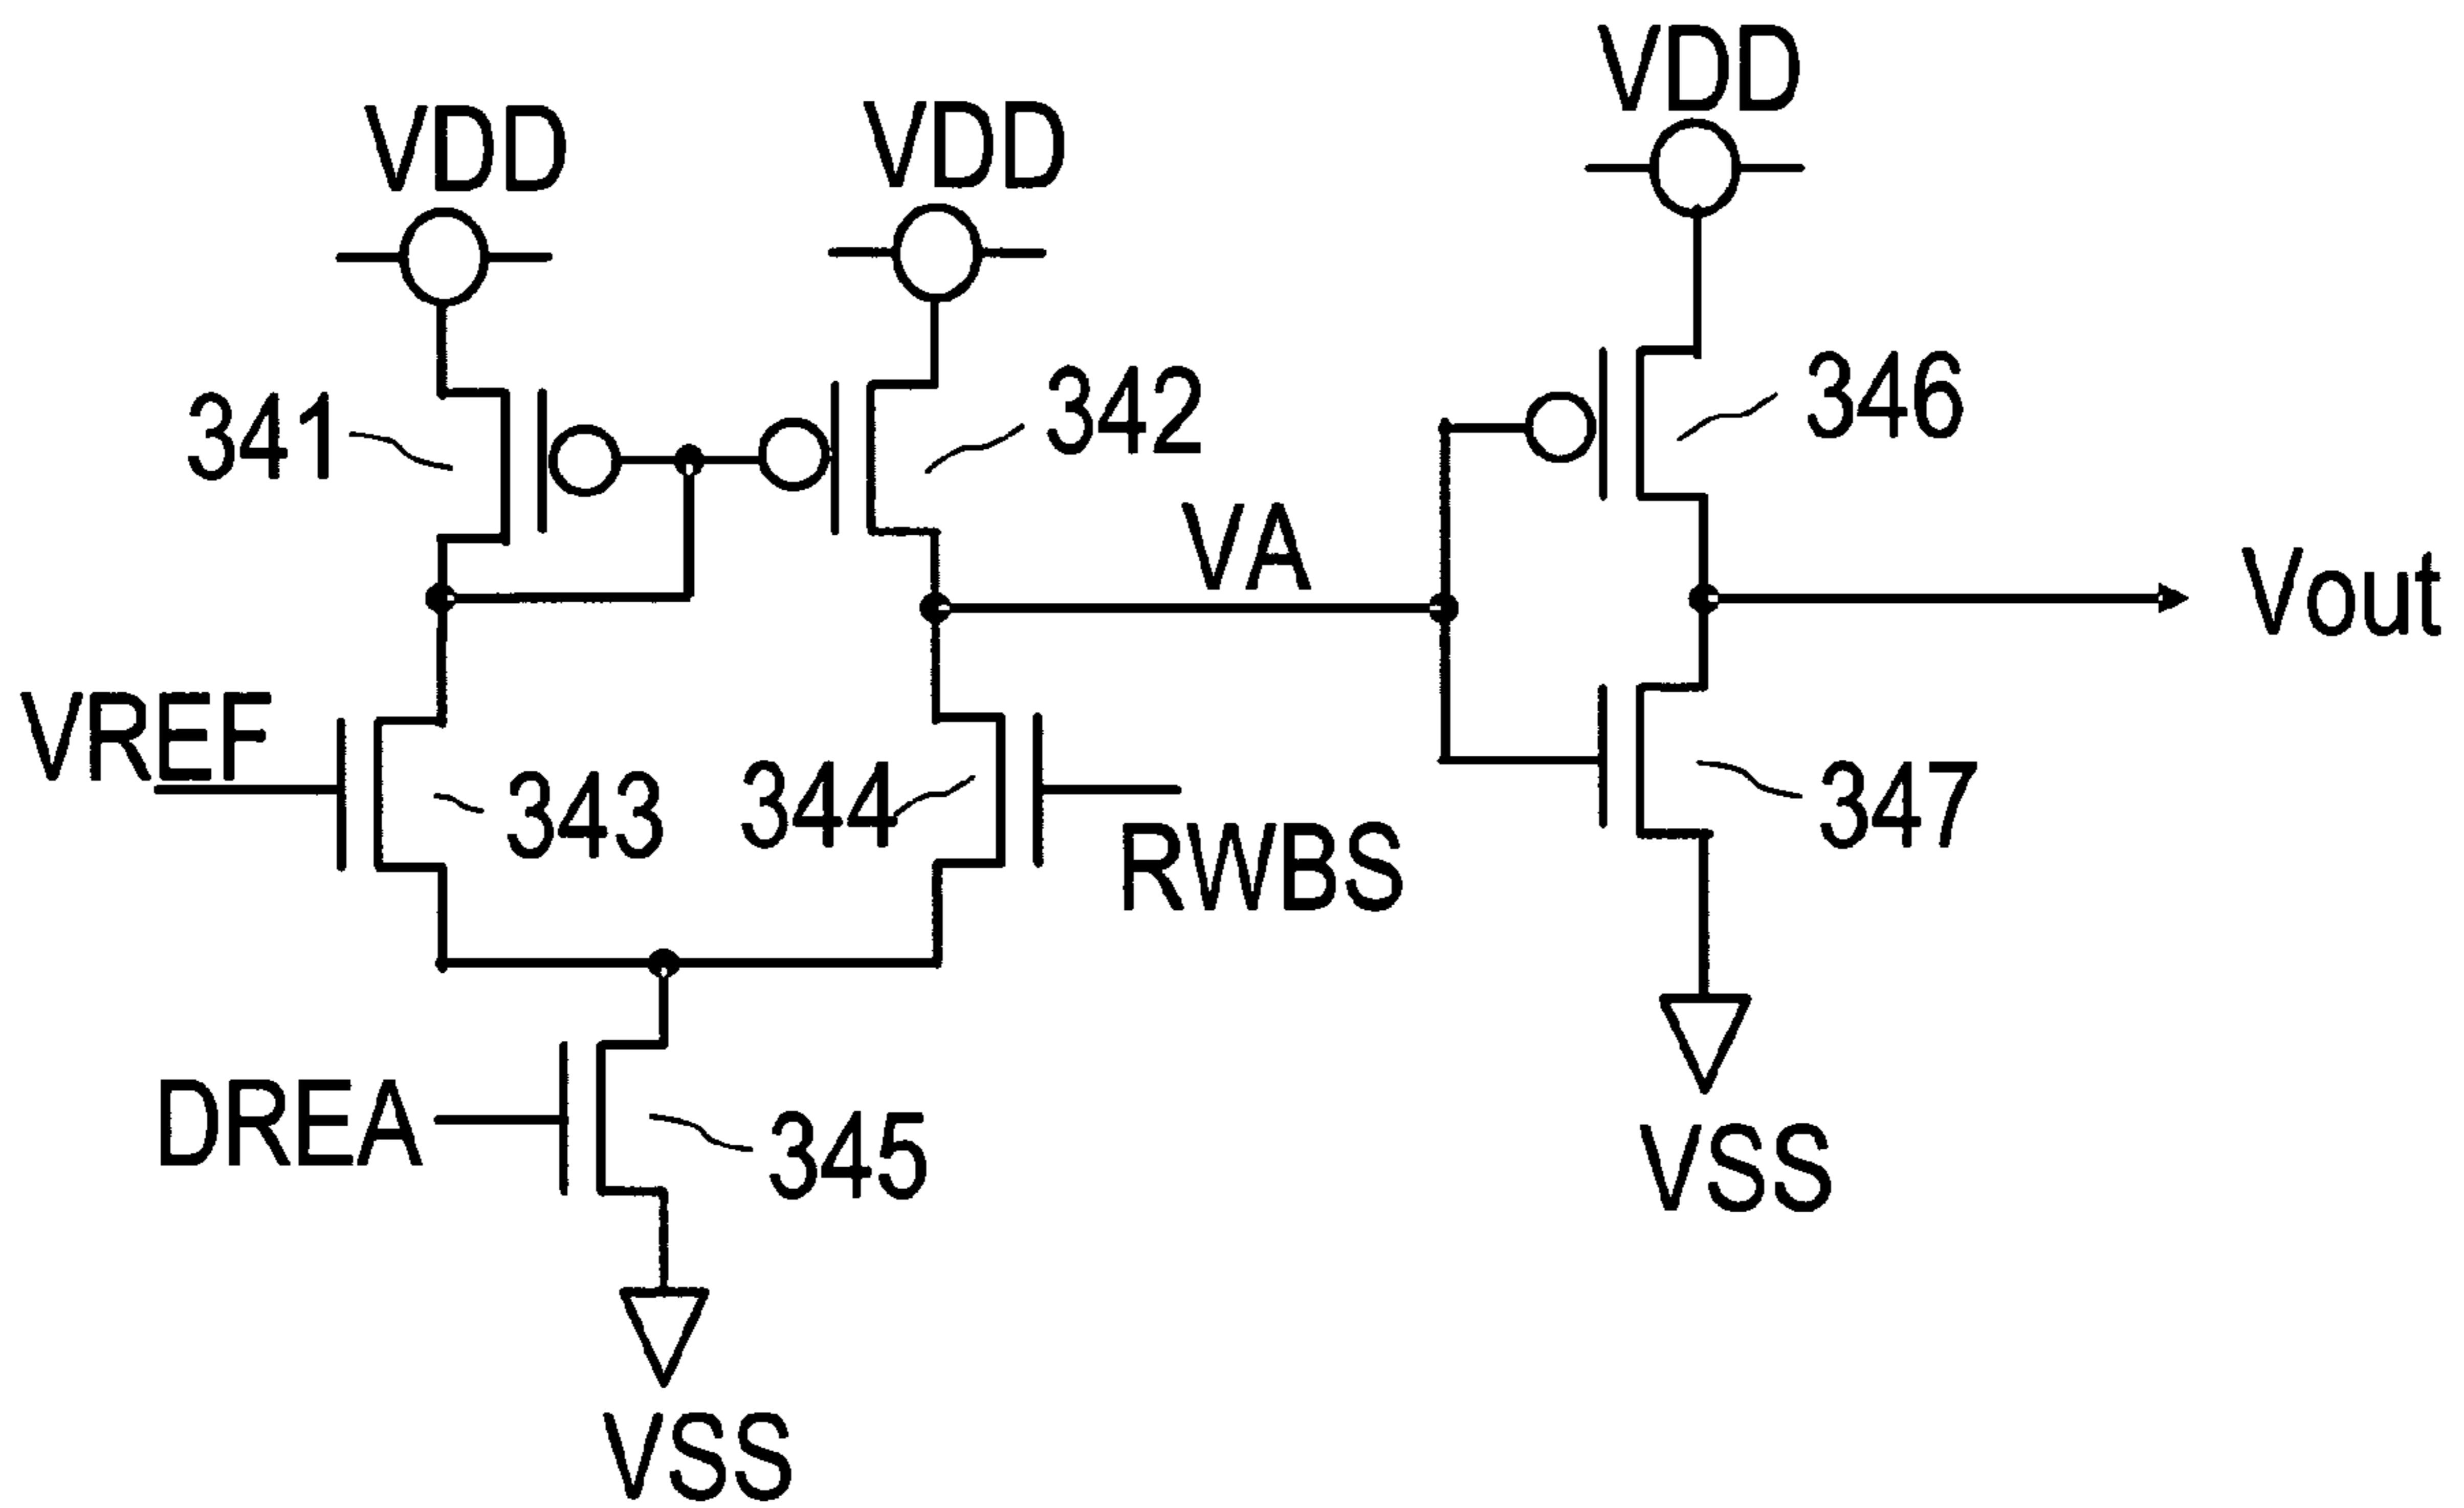 VDD
VDD
VDD
341
342
346
VA
Vout
VREF
343
344
RWBS
347
DREA
345
VSS
VSS